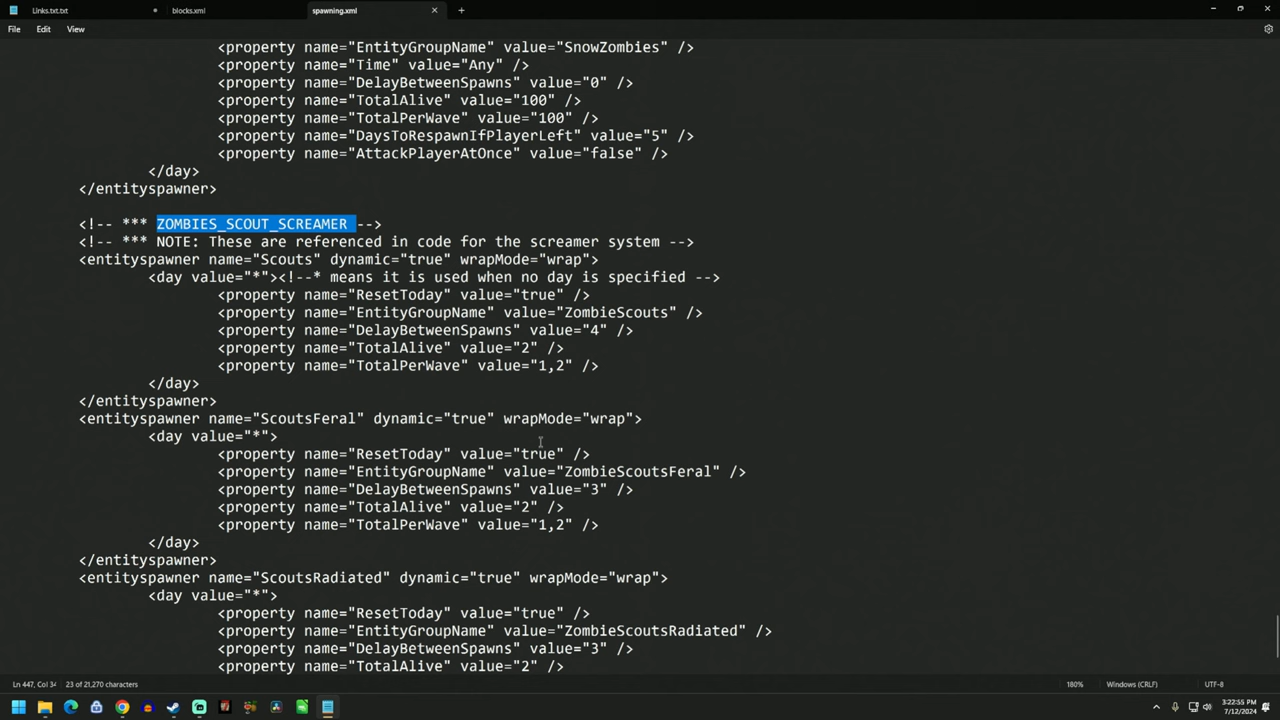 Links.txt.txt
blocks.xml
spawning.xml
File
Edit
View
<property name="EntityGroupName" value="SnowZombies" />
<property name="Time" value="Any" />
<property name="DelayBetweenSpawns" value="0" />
<property name="TotalAlive" value="100" />
<property name="TotalPerWave" value="100" />
<property name="DaysToRespawnIfPlayerLeft" value="5" />
<property name="AttackPlayerAtOnce" value="false" />
</day>
</entityspawner>
<!-- *** ZOMBIES_SCOUT_SCREAMER -->
<!-- *** NOTE: These are referenced in code for the screamer system -->
<entityspawner name="Scouts" dynamic="true" wrapMode="wrap">
<day value="*"><!--* means it is used when no day is specified -->
<property name="ResetToday" value="true" />
<property name="EntityGroupName" value="ZombieScouts" />
<property name="DelayBetweenSpawns" value="4" />
<property name="TotalAlive" value="2" />
<property name="TotalPerWave" value="1,2" />
</day>
</entityspawner>
<entityspawner name="ScoutsFeral" dynamic="true" wrapMode="wrap">
<day value="*">
<property name="ResetToday" value="true" />
<property name="EntityGroupName" value="ZombieScoutsFeral" />
<property name="DelayBetweenSpawns" value="3" />
<property name="TotalAlive" value="2" />
<property name="TotalPerWave" value="1,2" />
</day>
</entityspawner>
<entityspawner name="ScoutsRadiated" dynamic="true" wrapMode="wrap">
<day value="*">
<property name="ResetToday" value="true" />
<property name="EntityGroupName" value="ZombieScoutsRadiated" />
<property name="DelayBetweenSpawns" value="3" />
<property name="TotalAlive" value="2" />
Ln 447, Col 34
23 of 21,270 characters
180%
Windows (CRLF)
UTF-8
3:22:55 PM
7/12/2024